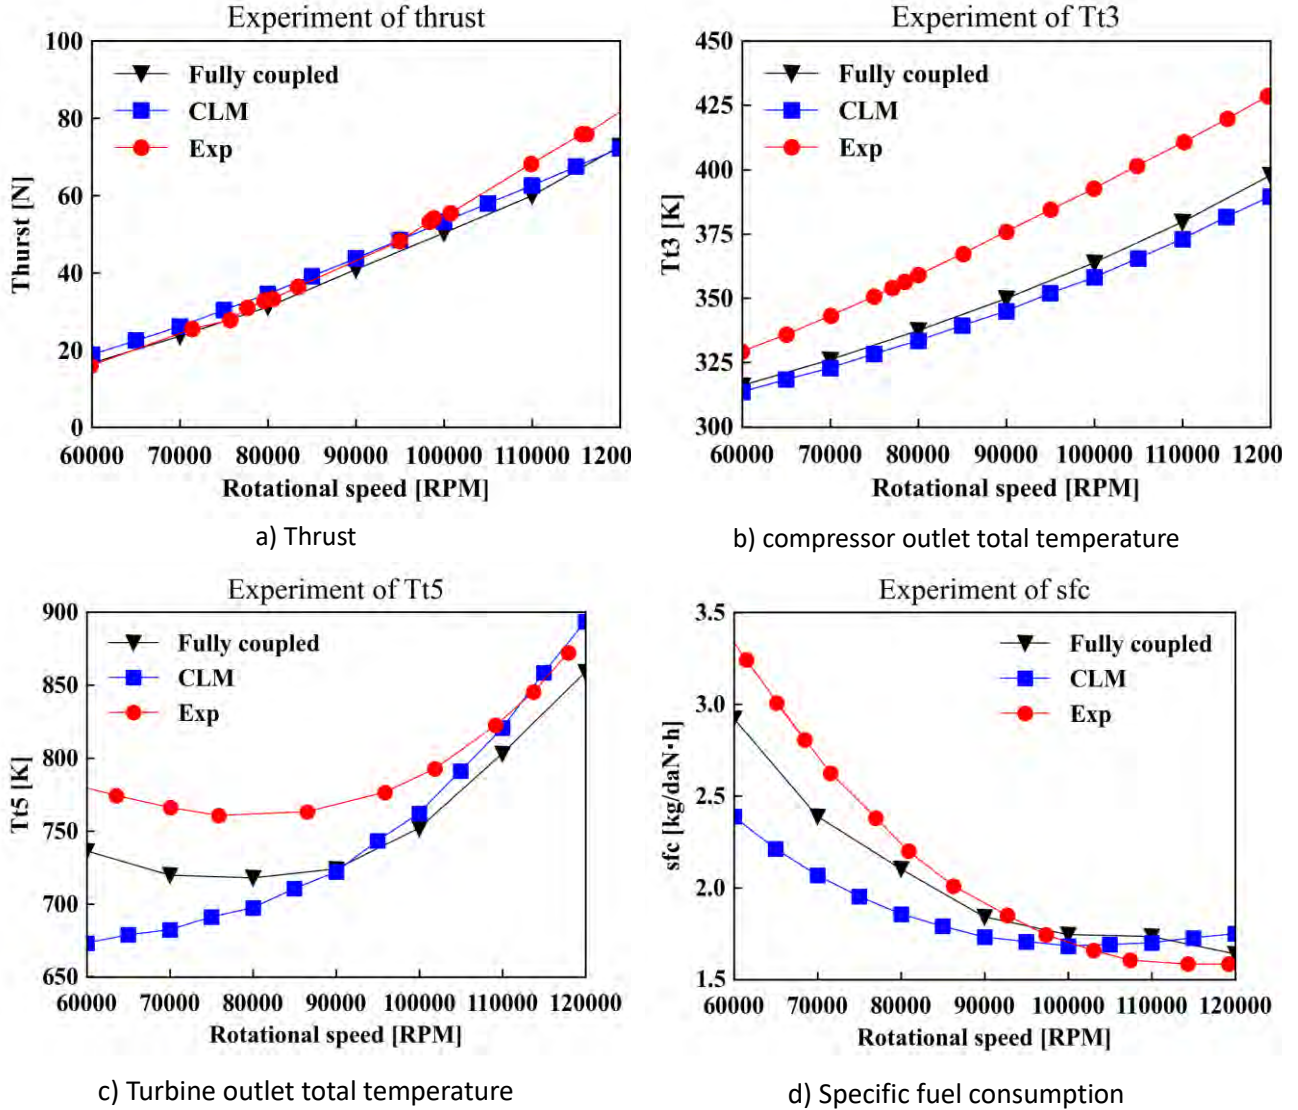 Experiment of thrust
100
80
60
40
20
0
Thurst [N]
Fully coupled
CLM
Exp
60000 70000 80000 90000 100000 110000 1200
Rotational speed [RPM]
a) Thrust
Experiment of Tt3
450
425
400
375
350
325
300
Tt3 [K]
Fully coupled
CLM
Exp
60000 70000 80000 90000 100000 110000 1200
Rotational speed [RPM]
b) compressor outlet total temperature
Experiment of Tt5
900
850
800
750
700
650
Tt5 [K]
Fully coupled
CLM
Exp
60000 70000 80000 90000 100000 110000 120000
Rotational speed [RPM]
c) Turbine outlet total temperature
Experiment of sfc
3.5
3.0
2.5
2.0
1.5
sfc [kg/daN·h]
Fully coupled
CLM
Exp
60000 70000 80000 90000 100000 110000 120000
Rotational speed [RPM]
d) Specific fuel consumption